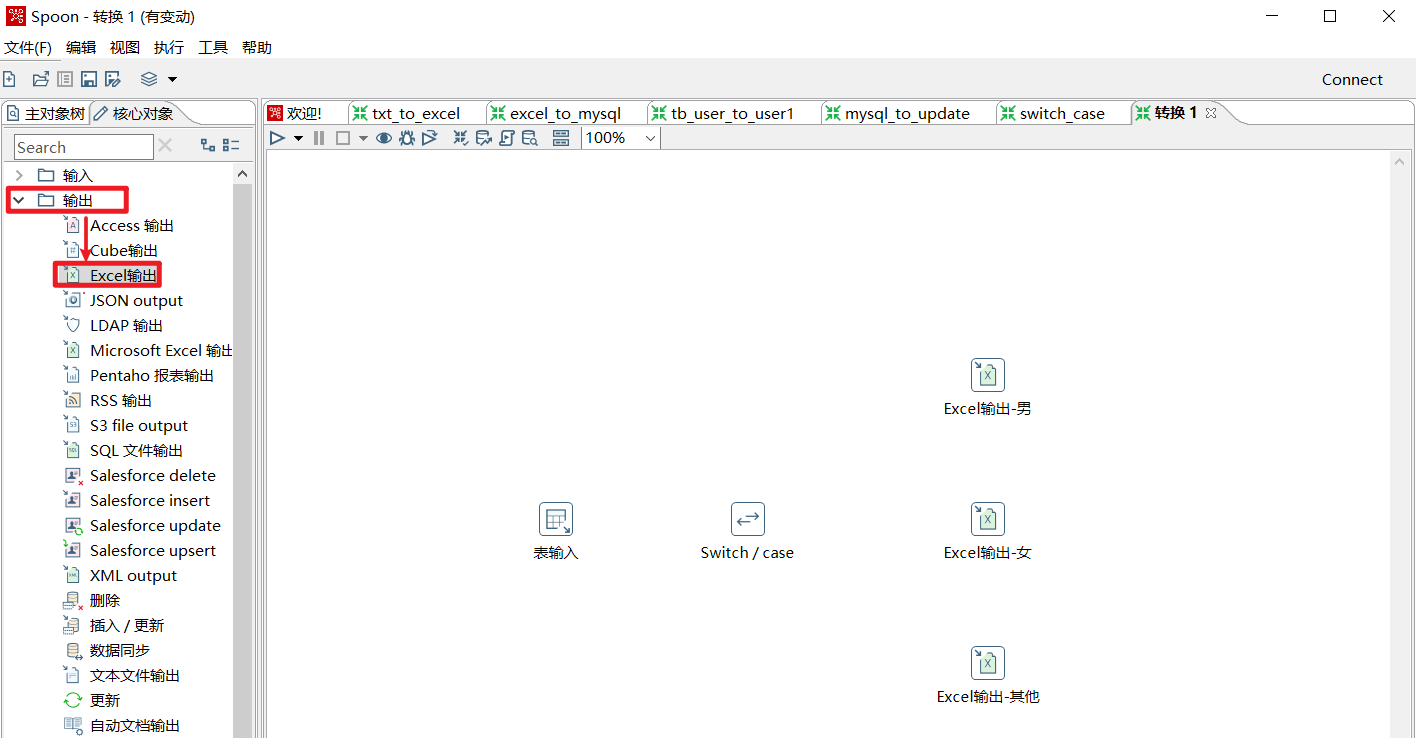 Spoon - 转换 1 (有变动)
文件(F) 编辑 视图 执行 工具 帮助
Connect
主对象树 核心对象
欢迎! txt_to_excel excel_to_mysql tb_user_to_user1 mysql_to_update switch_case 转换 1
100%
Search
输入
输出
Access 输出
Cube输出
Excel输出
JSON output
LDAP 输出
Microsoft Excel 输出
Pentaho 报表输出
RSS 输出
S3 file output
SQL 文件输出
Salesforce delete
Salesforce insert
Salesforce update
Salesforce upsert
XML output
删除
插入 / 更新
数据同步
文本文件输出
更新
自动文档输出
Excel输出-男
表输入 Switch / case Excel输出-女
Excel输出-其他